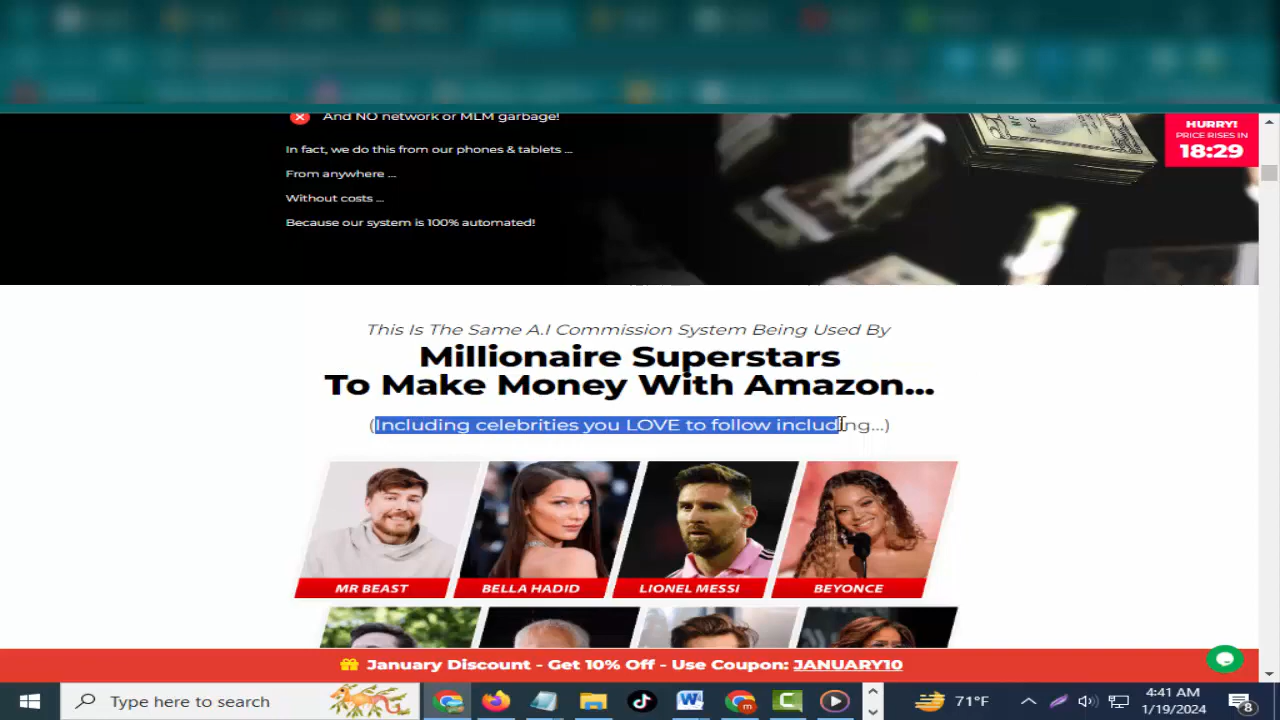 And NO network or MLM garbage!
HURRY!
PRICE RISES IN
18:29
In fact, we do this from our phones & tablets ...
From anywhere ...
Without costs ...
Because our system is 100% automated!
This Is The Same A.I Commission System Being Used By
Millionaire Superstars
To Make Money With Amazon...
(Including celebrities you LOVE to follow including...)
MR BEAST
BELLA HADID
LIONEL MESSI
BEYONCE
January Discount - Get 10% Off - Use Coupon: JANUARY10
Type here to search
71°F
4:41 AM
1/19/2024
8